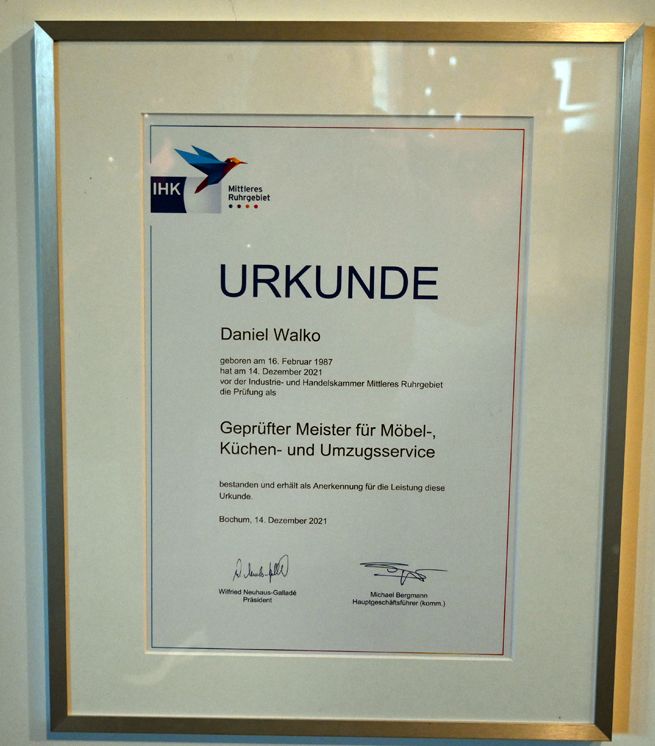 IHK
Mittleres
Ruhrgebiet
URKUNDE
Daniel Walko
geboren am 16. Februar 1987
hat am 14. Dezember 2021
vor der Industrie- und Handelskammer Mittleres Ruhrgebiet
die Prüfung als
Geprüfter Meister für Möbel-,
Küchen- und Umzugsservice
bestanden und erhält als Anerkennung für die Leistung diese
Urkunde.
Bochum, 14. Dezember 2021
Wilfried Neuhaus-Galladé
Präsident
Michael Bergmann
Hauptgeschäftsführer (komm.)